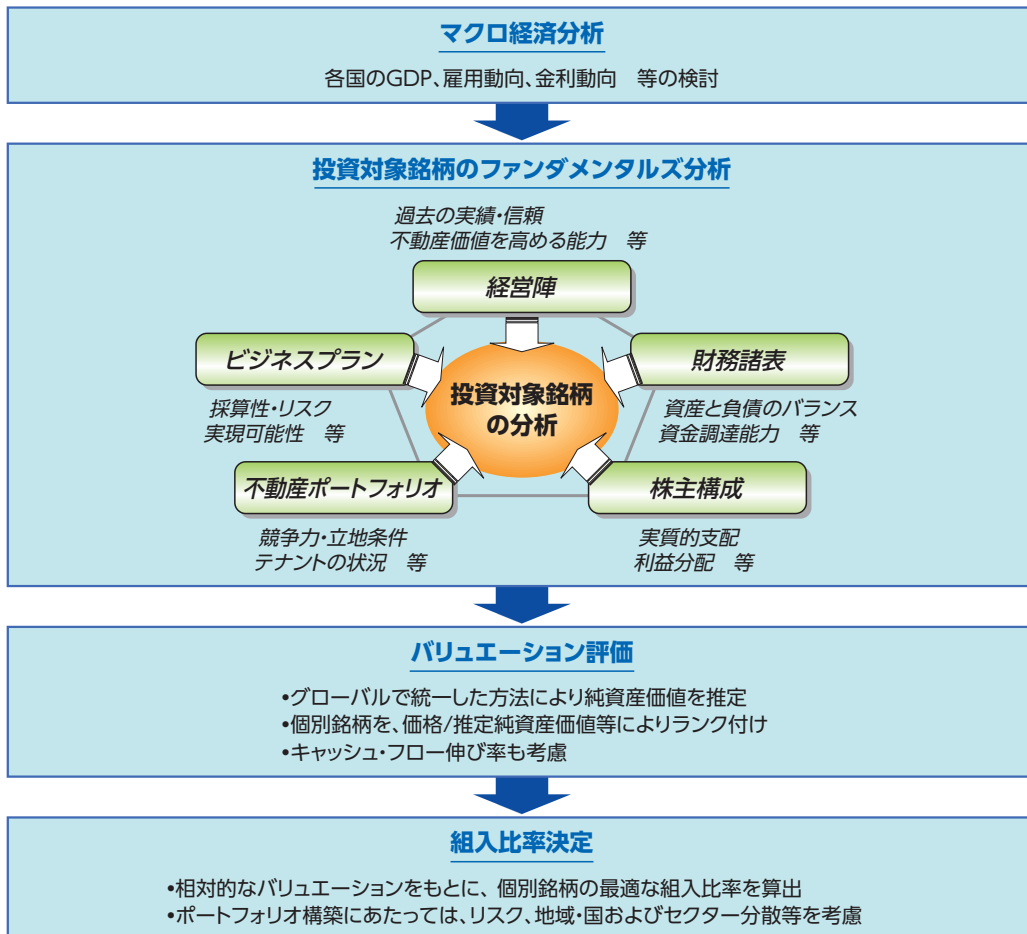 マクロ経済分析
各国のGDP、雇用動向、金利動向　等の検討
投資対象銘柄のファンダメンタルズ分析
過去の実績・信頼
不動産価値を高める能力　等
経営陣
ビジネスプラン
採算性・リスク
実現可能性　等
財務諸表
資産と負債のバランス
資金調達能力　等
投資対象銘柄
の分析
不動産ポートフォリオ
競争力・立地条件
テナントの状況　等
株主構成
実質的支配
利益分配　等
バリュエーション評価
•グローバルで統一した方法により純資産価値を推定
•個別銘柄を、価格/推定純資産価値等によりランク付け
•キャッシュ・フロー伸び率も考慮
組入比率決定
•相対的なバリュエーションをもとに、個別銘柄の最適な組入比率を算出
•ポートフォリオ構築にあたっては、リスク、地域・国およびセクター分散等を考慮